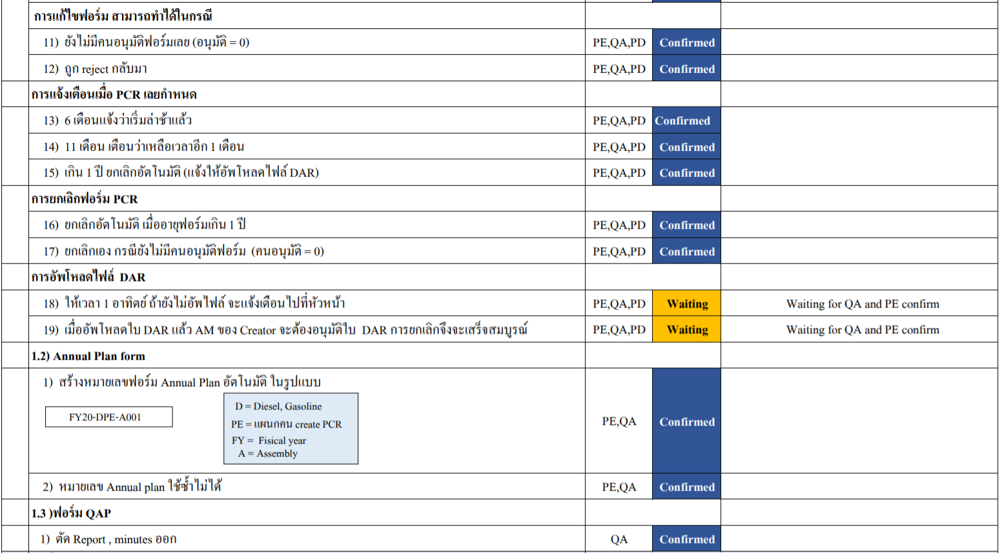 การแก้ไขฟอร์ม สามารถทำได้ในกรณี
11) ยังไม่มีคนอนุมัติฟอร์มเลย (อนุมัติ = 0) PE,QA,PD Confirmed
12) ถูก reject กลับมา PE,QA,PD Confirmed
การแจ้งเตือนเมื่อ PCR เลยกำหนด
13) 6 เดือนแจ้งว่าเริ่มล่าช้าแล้ว PE,QA,PD Confirmed
14) 11 เดือน เตือนว่าเหลือเวลาอีก 1 เดือน PE,QA,PD Confirmed
15) เกิน 1 ปี ยกเลิกอัตโนมัติ (แจ้งให้อัพโหลดไฟล์ DAR) PE,QA,PD Confirmed
การยกเลิกฟอร์ม PCR
16) ยกเลิกอัตโนมัติ เมื่ออายุฟอร์มเกิน 1 ปี PE,QA,PD Confirmed
17) ยกเลิกเอง กรณียังไม่มีคนอนุมัติฟอร์ม (คนอนุมัติ = 0) PE,QA,PD Confirmed
การอัพโหลดไฟล์ DAR
18) ให้เวลา 1 อาทิตย์ ถ้ายังไม่อัพไฟล์ จะแจ้งเตือนไปที่หัวหน้า PE,QA,PD Waiting Waiting for QA and PE confirm
19) เมื่ออัพโหลดใบ DAR แล้ว AM ของ Creator จะต้องอนุมัติใบ DAR การยกเลิกจึงจะเสร็จสมบูรณ์ PE,QA,PD Waiting Waiting for QA and PE confirm
1.2) Annual Plan form
1) สร้างหมายเลขฟอร์ม Annual Plan อัตโนมัติ ในรูปแบบ
FY20-DPE-A001
D = Diesel, Gasoline
PE = แผนกคน create PCR
FY = Fisical year
A = Assembly
PE,QA Confirmed
2) หมายเลข Annual plan ใช้ซ้ำไม่ได้ PE,QA Confirmed
1.3 )ฟอร์ม QAP
1) ตัด Report , minutes ออก QA Confirmed